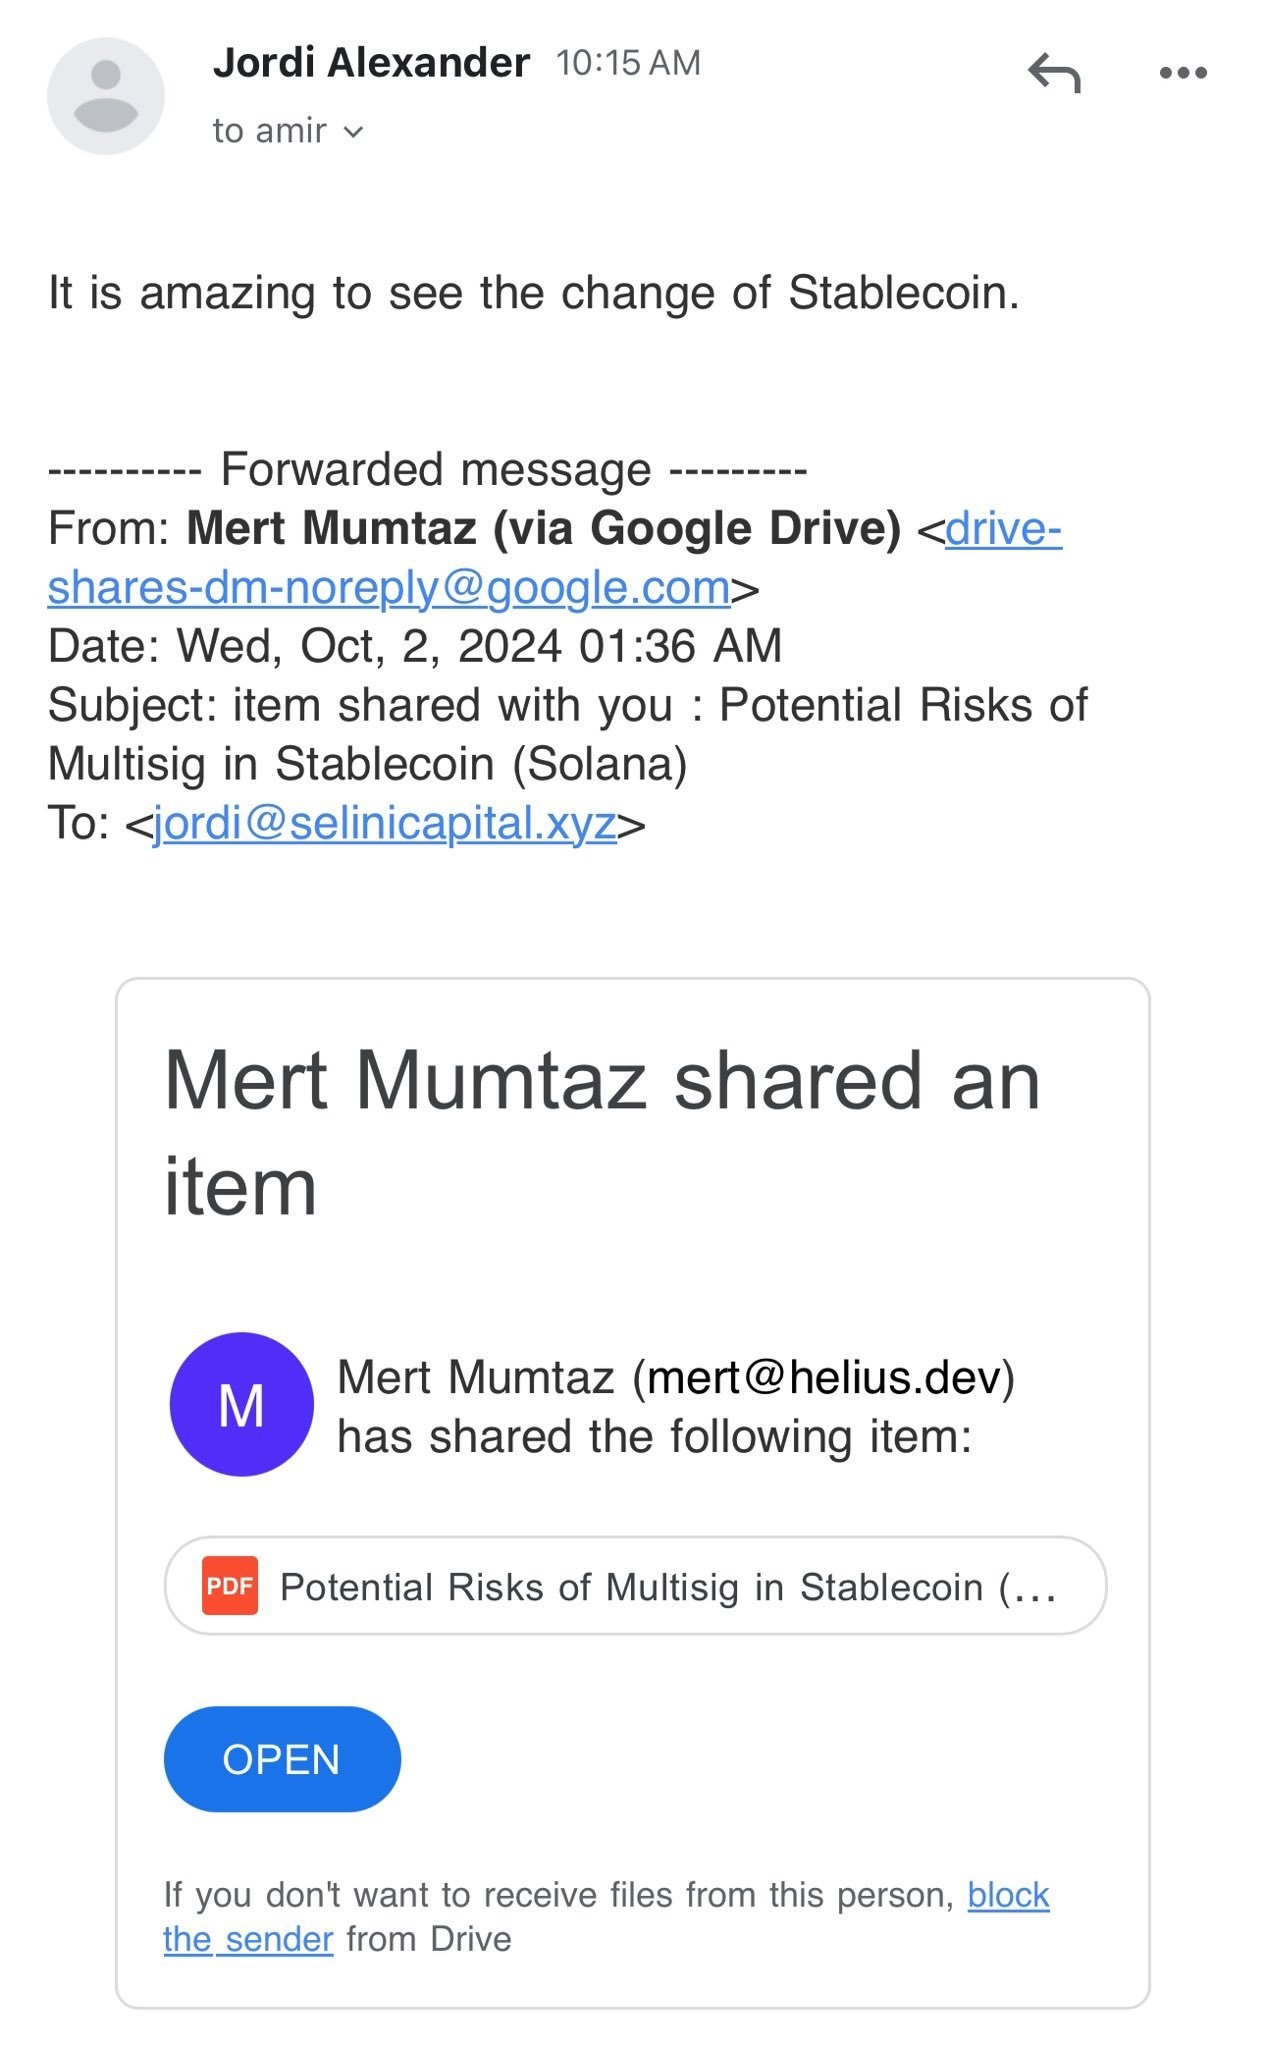 Jordi Alexander 10:15 AM
to amir
It is amazing to see the change of Stablecoin.
---------- Forwarded message ---------
From: Mert Mumtaz (via Google Drive) <drive-
shares-dm-noreply@google.com>
Date: Wed, Oct, 2, 2024 01:36 AM
Subject: item shared with you : Potential Risks of
Multisig in Stablecoin (Solana)
To: <jordi@selinicapital.xyz>
Mert Mumtaz shared an
item
M
Mert Mumtaz (mert@helius.dev)
has shared the following item:
PDF Potential Risks of Multisig in Stablecoin (...
OPEN
If you don't want to receive files from this person, block
the sender from Drive